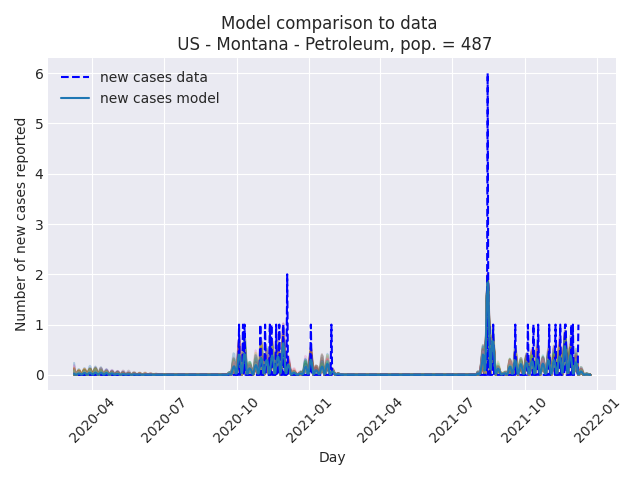 Model comparison to data
US - Montana - Petroleum, pop. = 487
new cases data
new cases model
Number of new cases reported
6
5
4
3
2
1
0
2020-04
2020-07
2020-10
2021-01
2021-04
2021-07
2021-10
2022-01
Day